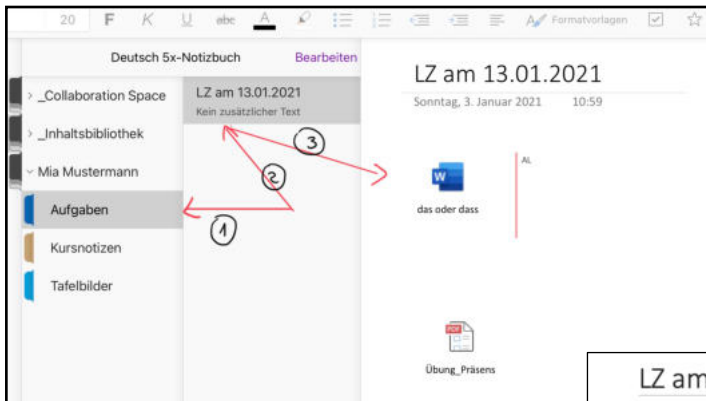 20 F K U abc A Formatvorlagen
Deutsch 5x-Notizbuch Bearbeiten
> _Collaboration Space
> _Inhaltsbibliothek
Mia Mustermann
Aufgaben
Kursnotizen
Tafelbilder
LZ am 13.01.2021
Kein zusätzlicher Text
3
2
1
LZ am 13.01.2021
Sonntag, 3. Januar 2021 10:59
W
AL
das oder dass
PDF
Übung_Präsens
LZ am